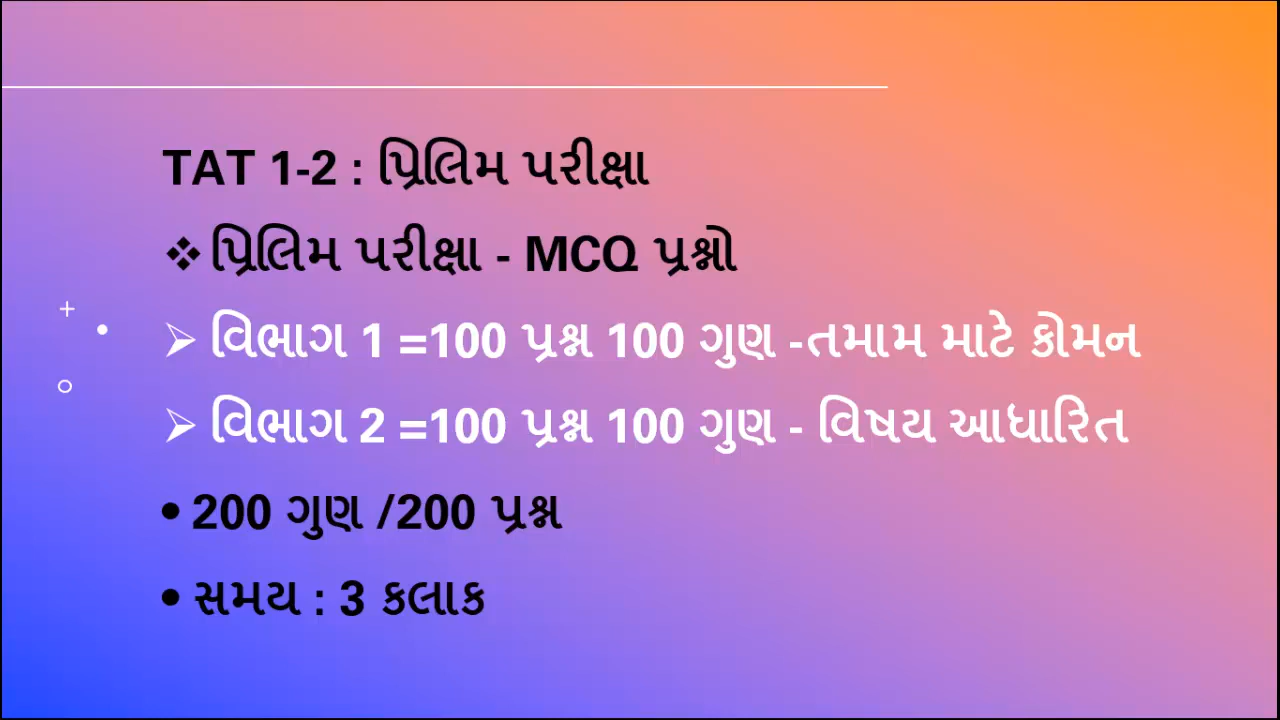 TAT 1-2 : પ્રિલિમ પરીક્ષા
❖ પ્રિલિમ પરીક્ષા - MCQ પ્રશ્નો
➢ વિભાગ 1 =100 પ્રશ્ન 100 ગુણ -તમામ માટે કોમન
➢ વિભાગ 2 =100 પ્રશ્ન 100 ગુણ - વિષય આધારિત
• 200 ગુણ /200 પ્રશ્ન
• સમય : 3 કલાક